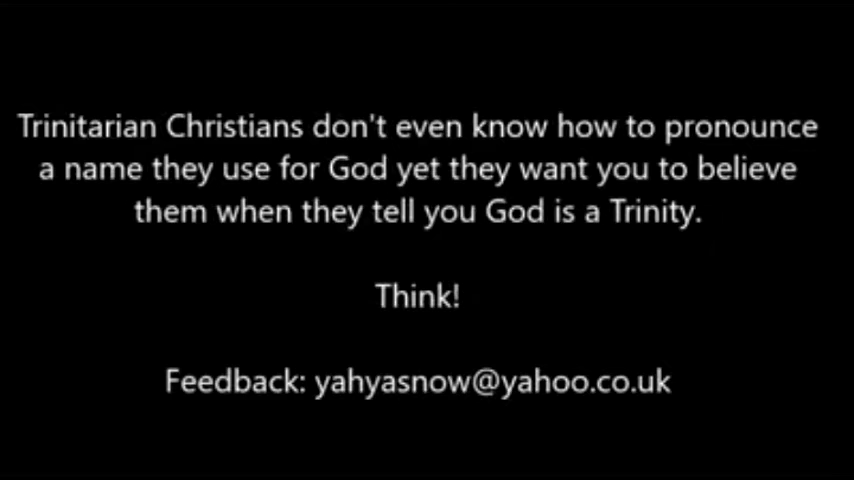 Trinitarian Christians don't even know how to pronounce
a name they use for God yet they want you to believe
them when they tell you God is a Trinity.
Think!
Feedback: yahyasnow@yahoo.co.uk